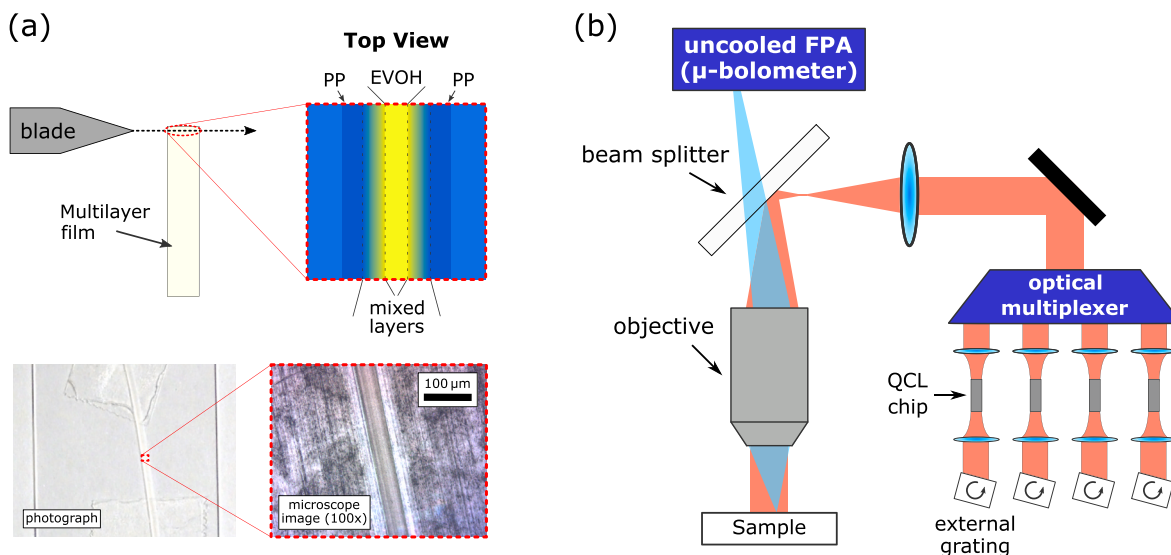 (a)
Top View
PP
EVOH
PP
blade
Multilayer
film
mixed
layers
photograph
100 µm
microscope
image (100x)
(b)
uncooled FPA
(µ-bolometer)
beam splitter
objective
optical
multiplexer
QCL
chip
Sample
external
grating